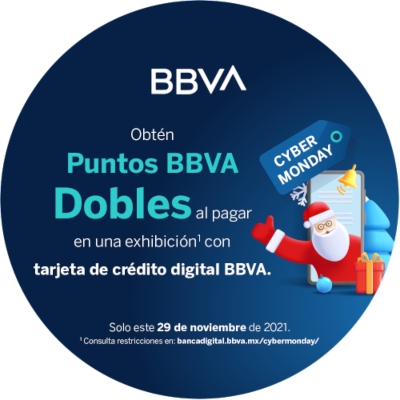 BBVA
Obtén
Puntos BBVA
Dobles al pagar
en una exhibición¹ con
tarjeta de crédito digital BBVA.
CYBER
MONDAY
Solo este 29 de noviembre de 2021.
¹ Consulta restricciones en: bancadigital.bbva.mx/cybermonday/